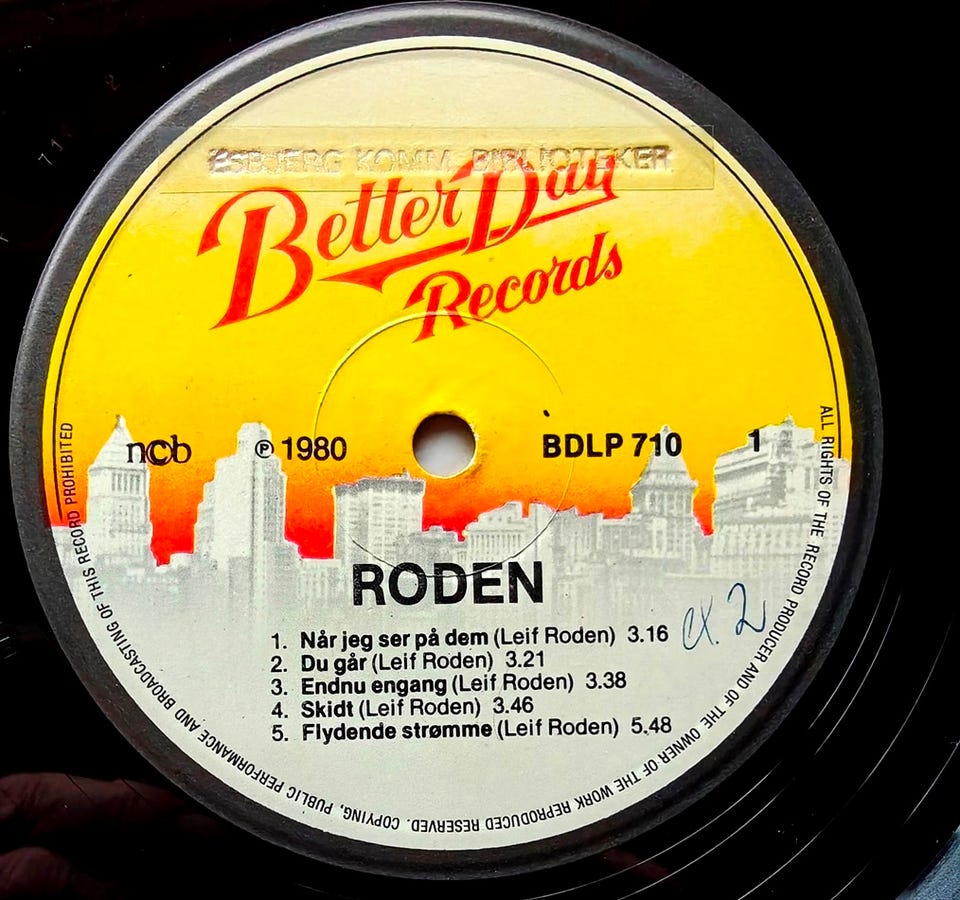 ESBJERG KOMM. BIBLIOTEKER
Better Day
Records
ncb
℗ 1980
BDLP 710
1
RODEN
1. Når jeg ser på dem (Leif Roden) 3.16
2. Du går (Leif Roden) 3.21
3. Endnu engang (Leif Roden) 3.38
4. Skidt (Leif Roden) 3.46
5. Flydende strømme (Leif Roden) 5.48
ex. 2
ALL RIGHTS OF THE RECORD PRODUCER AND OF THE OWNER OF THE WORK REPRODUCED RESERVED. COPYING, PUBLIC PERFORMANCE AND BROADCASTING OF THIS RECORD PROHIBITED